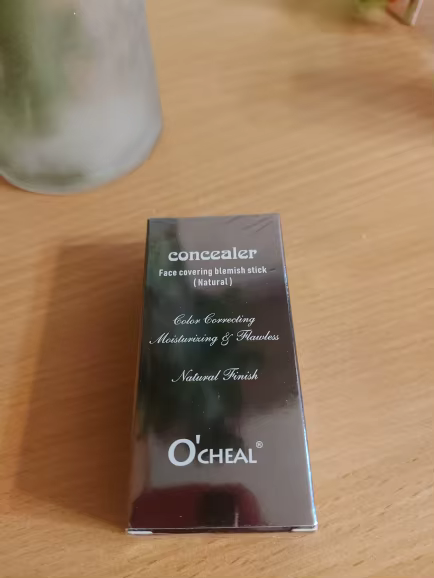 concealer
Face covering blemish stick
(Natural)
Color Correcting
Moisturizing & Flawless
Natural Finish
O'CHEAL®